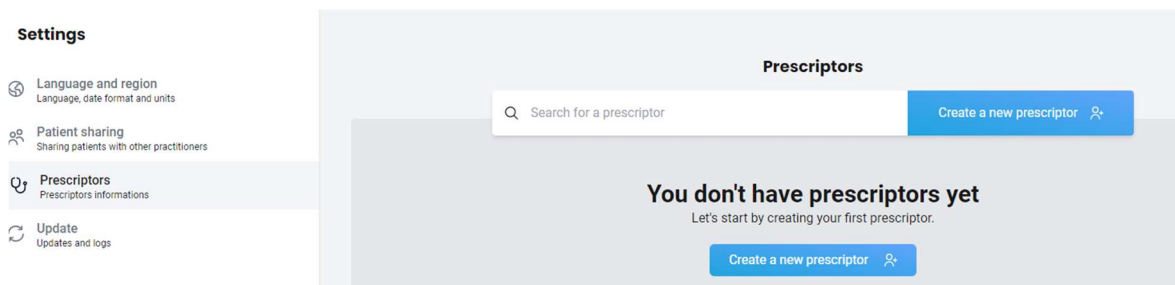 Settings
Language and region
Language, date format and units
Patient sharing
Sharing patients with other practitioners
Prescriptors
Prescriptors informations
Update
Updates and logs
Prescriptors
Search for a prescriptor
Create a new prescriptor
You don't have prescriptors yet
Let's start by creating your first prescriptor.
Create a new prescriptor